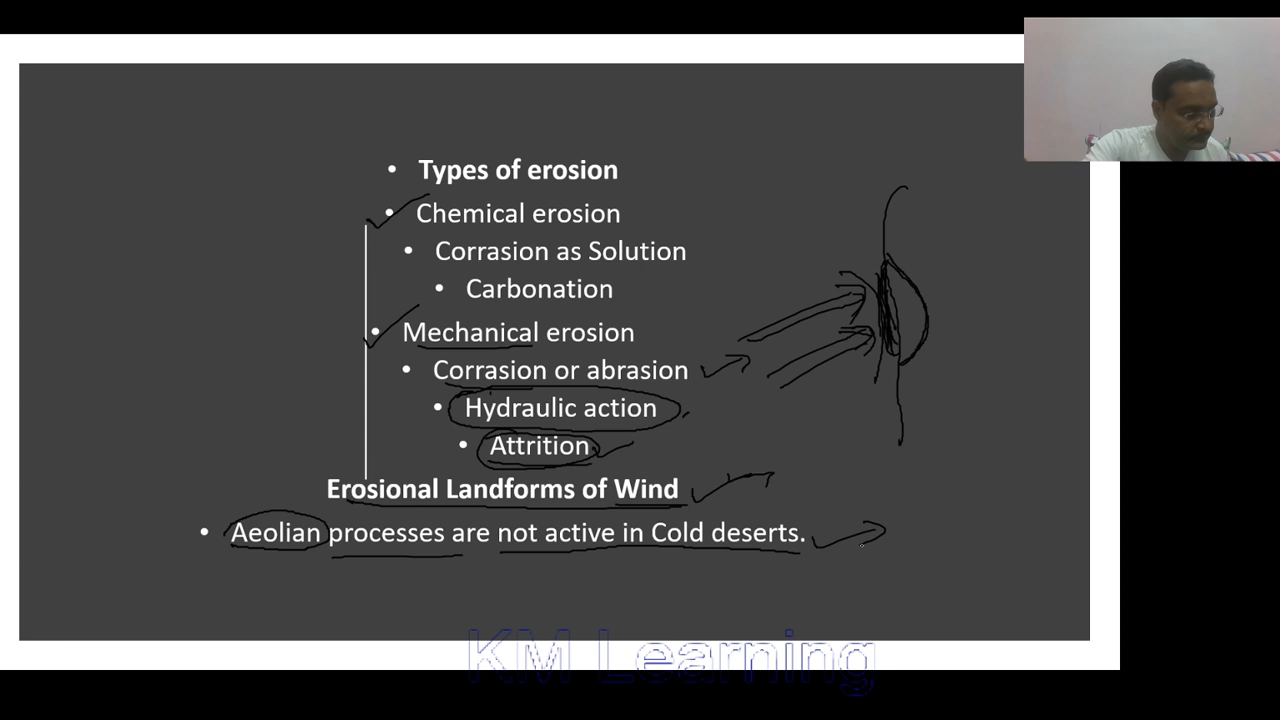 • Types of erosion
• Chemical erosion
• Corrasion as Solution
• Carbonation
• Mechanical erosion
• Corrasion or abrasion
• Hydraulic action
• Attrition
Erosional Landforms of Wind
• Aeolian processes are not active in Cold deserts.
KM Learning